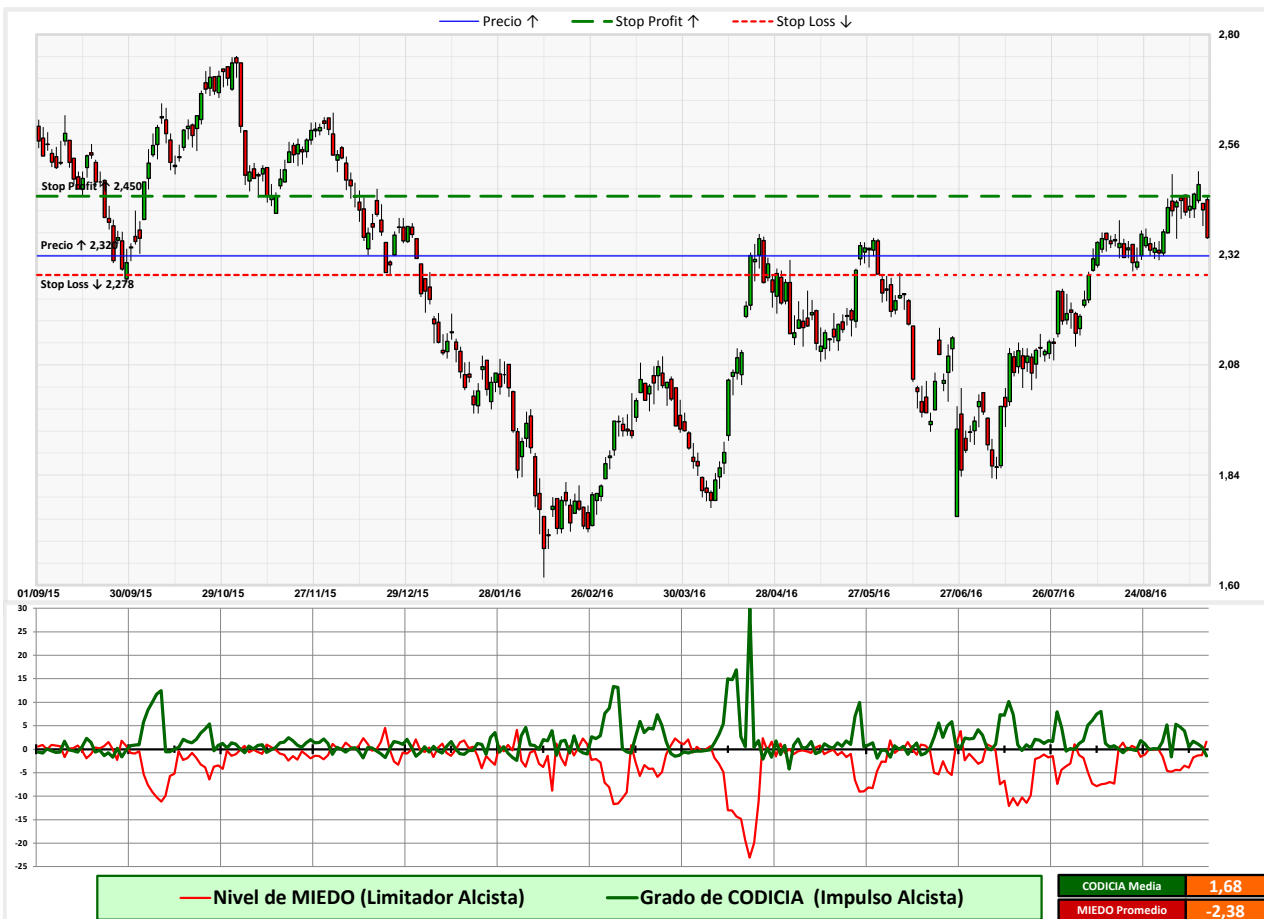 Precio ↑ Stop Profit ↑ Stop Loss ↓
2,80
2,56
Stop Profit ↑ 2,450
Precio ↑ 2,320
2,32
Stop Loss ↓ 2,278
2,08
1,84
1,60
01/09/15 30/09/15 29/10/15 27/11/15 29/12/15 28/01/16 26/02/16 30/03/16 28/04/16 27/05/16 27/06/16 26/07/16 24/08/16
30
25
20
15
10
5
0
-5
-10
-15
-20
-25
Nivel de MIEDO (Limitador Alcista) Grado de CODICIA (Impulso Alcista)
CODICIA Media 1,68
MIEDO Promedio -2,38